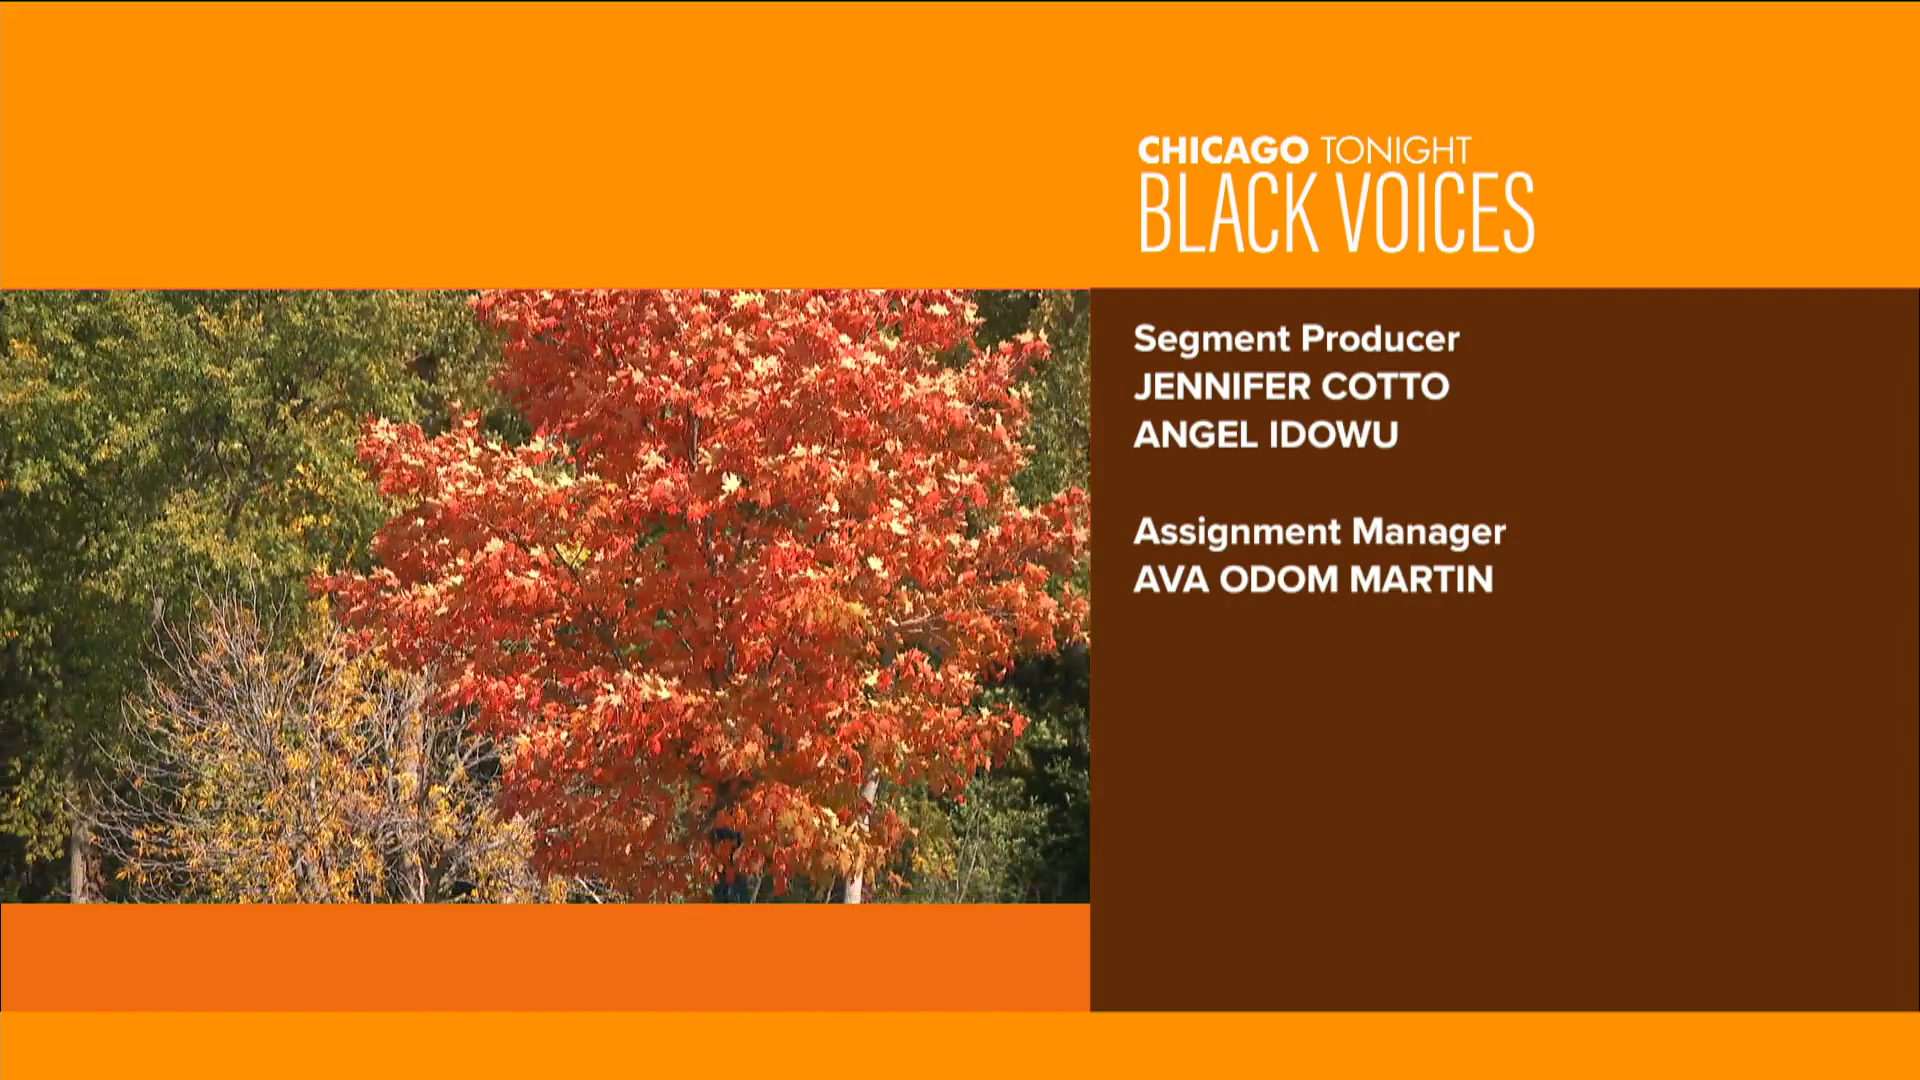 CHICAGO TONIGHT
BLACK VOICES
Segment Producer
JENNIFER COTTO
ANGEL IDOWU
Assignment Manager
AVA ODOM MARTIN